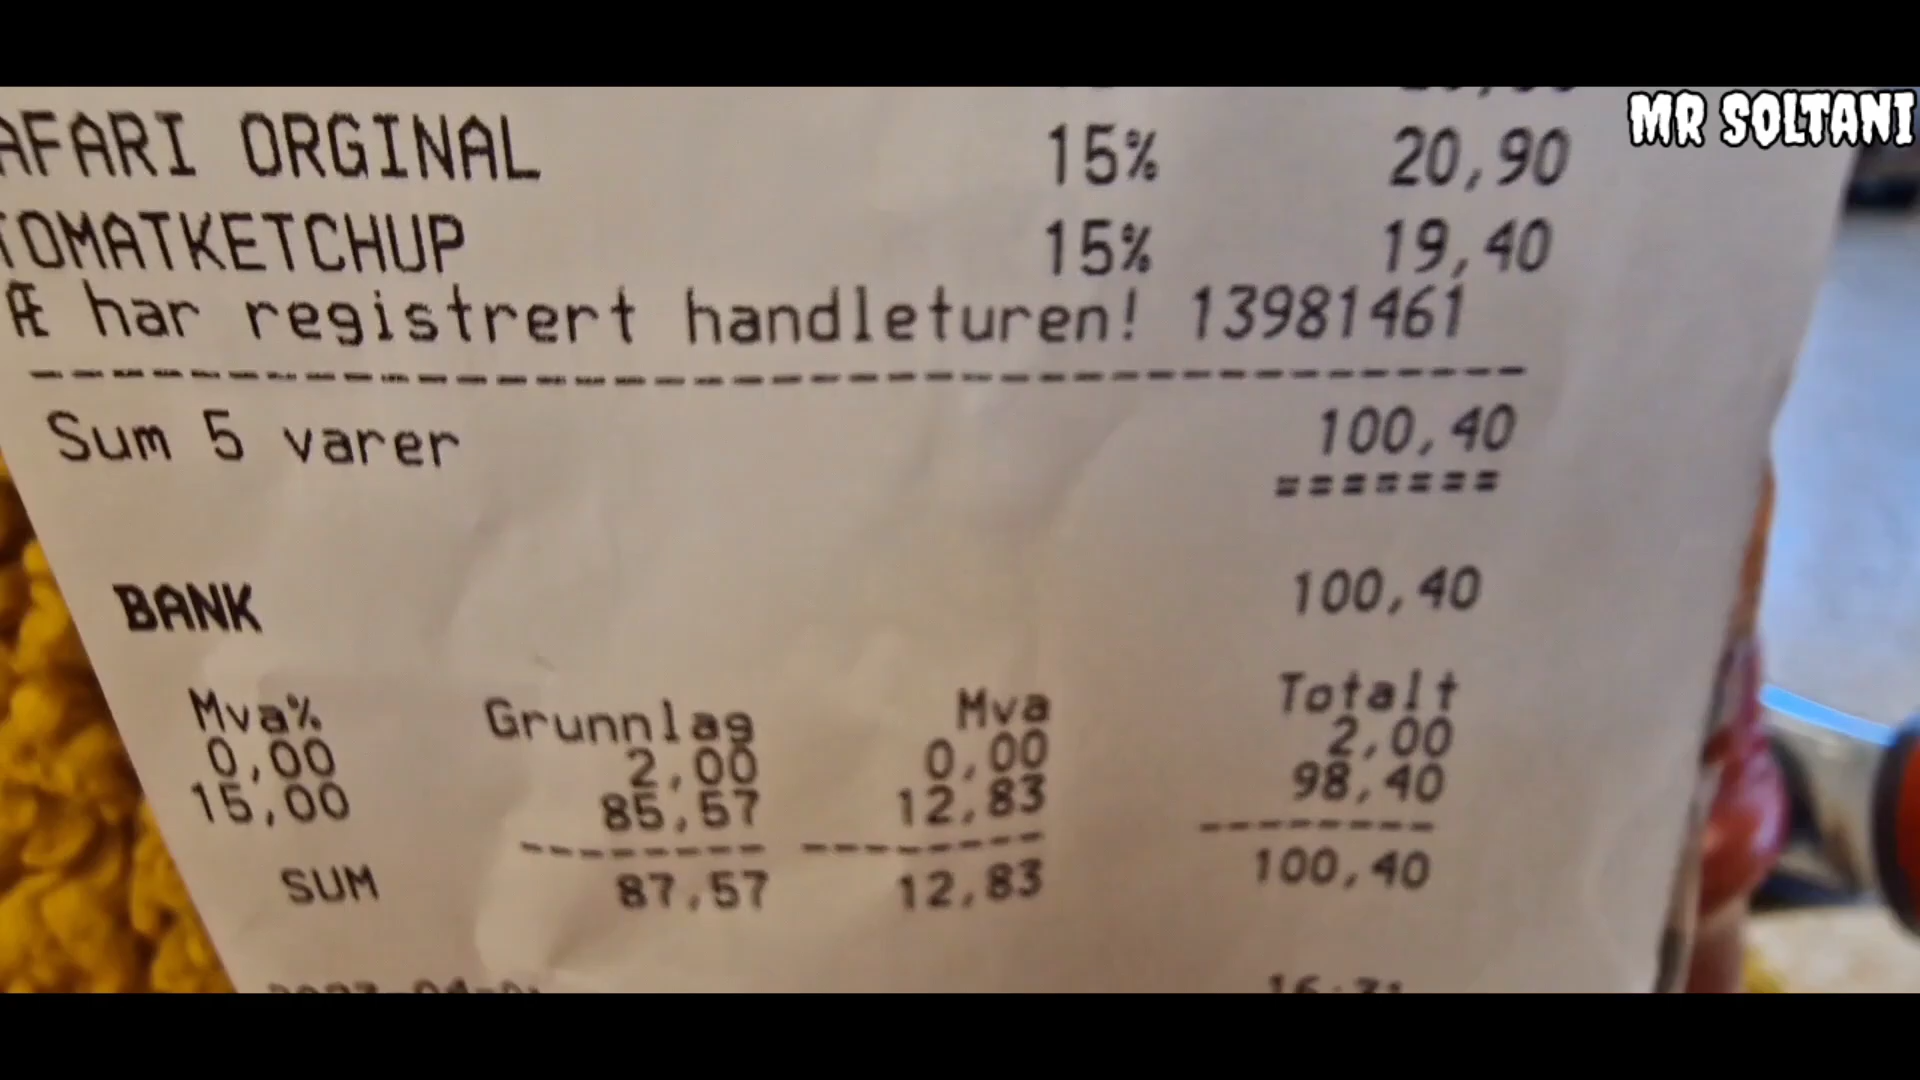 MR SOLTANI
AFARI ORGINAL 15% 20,90
TOMATKETCHUP 15% 19,40
Æ har registrert handleturen! 13981461
--------------------------------
Sum 5 varer 100,40
=======
BANK 100,40
Mva% Grunnlag Mva Totalt
0,00 2,00 0,00 2,00
15,00 85,57 12,83 98,40
SUM 87,57 12,83 100,40